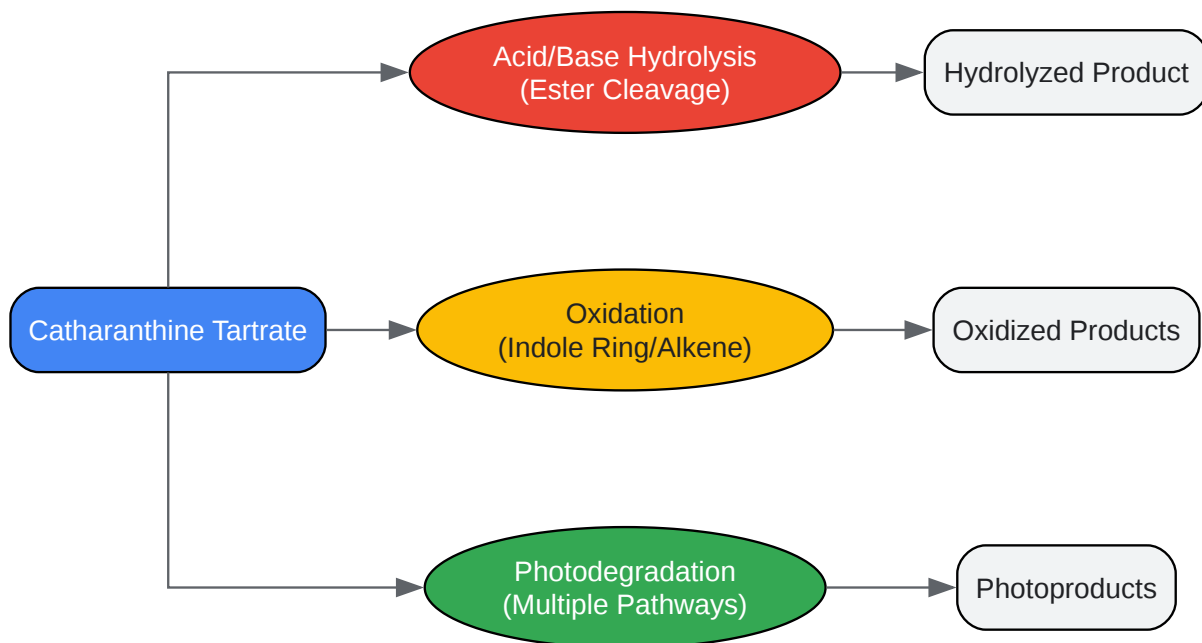 Acid/Base Hydrolysis
(Ester Cleavage)
Hydrolyzed Product
Catharanthine Tartrate
Oxidation
(Indole Ring/Alkene)
Oxidized Products
Photodegradation
(Multiple Pathways)
Photoproducts